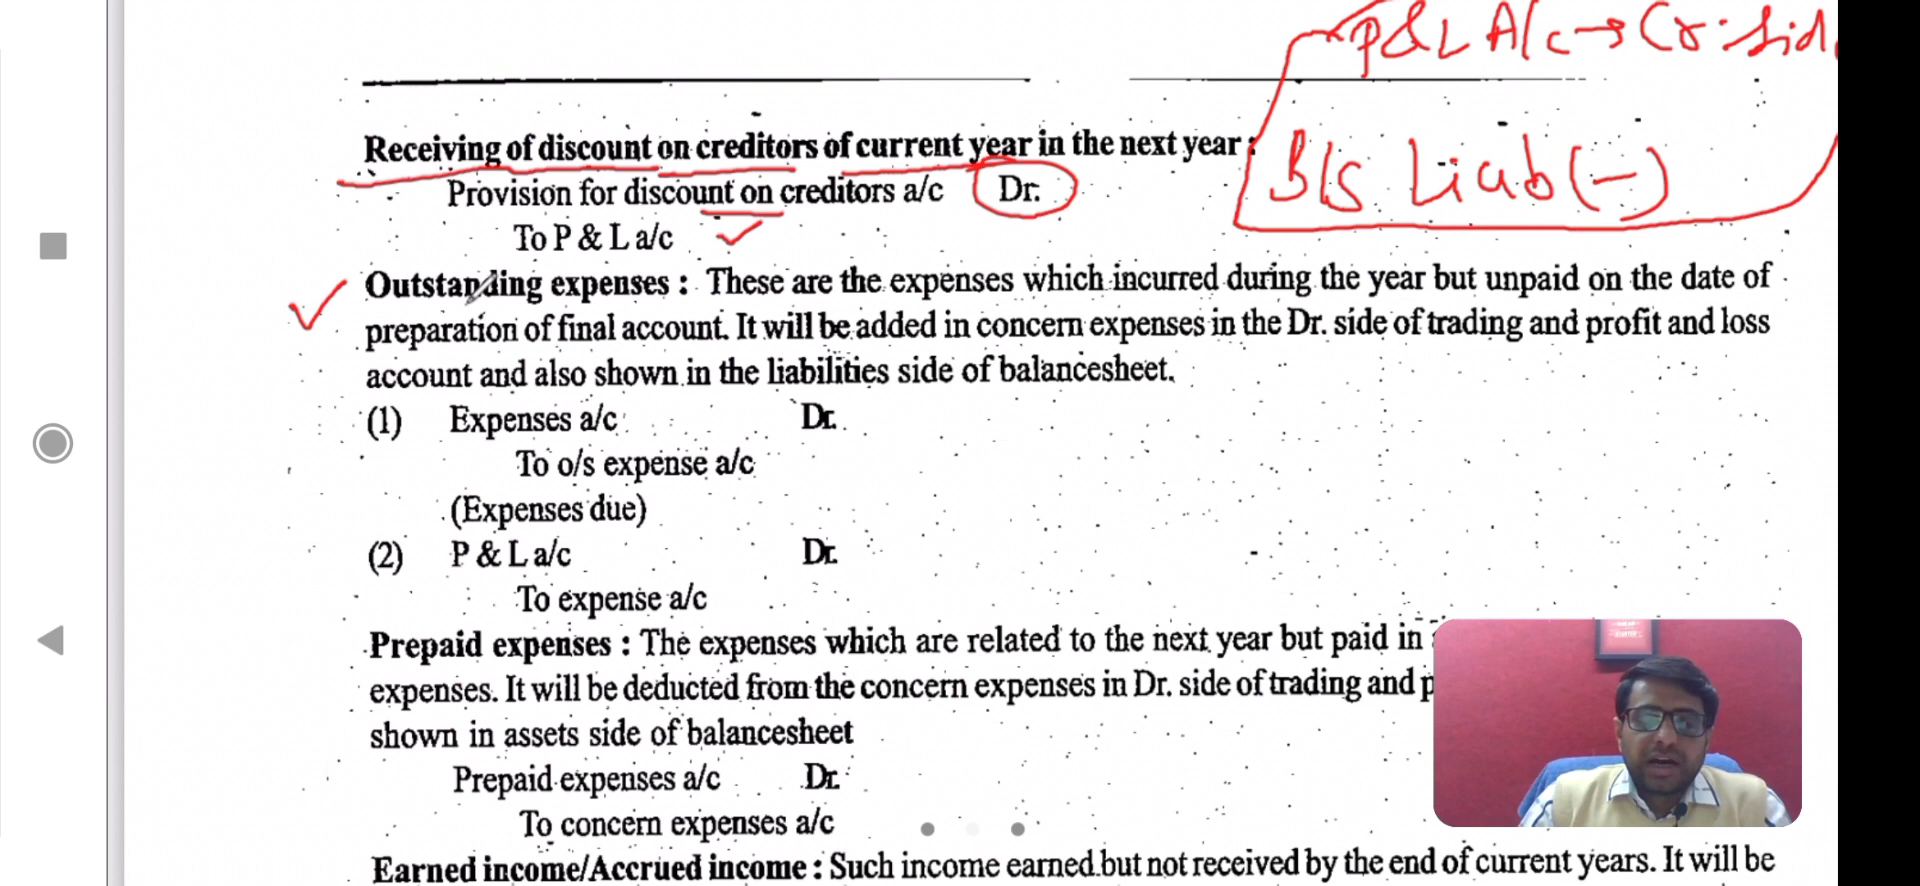 P&L A/c → Cr. Sid
Receiving of discount on creditors of current year in the next year :
B/S Liab (-)
Provision for discount on creditors a/c Dr.
To P & L a/c
Outstanding expenses : These are the expenses which incurred during the year but unpaid on the date of
preparation of final account. It will be added in concern expenses in the Dr. side of trading and profit and loss
account and also shown in the liabilities side of balancesheet.
(1) Expenses a/c Dr.
To o/s expense a/c
(Expenses due)
(2) P & L a/c Dr.
To expense a/c
Prepaid expenses : The expenses which are related to the next year but paid in
expenses. It will be deducted from the concern expenses in Dr. side of trading and p
shown in assets side of balancesheet
Prepaid expenses a/c Dr.
To concern expenses a/c
Earned income/Accrued income : Such income earned but not received by the end of current years. It will be